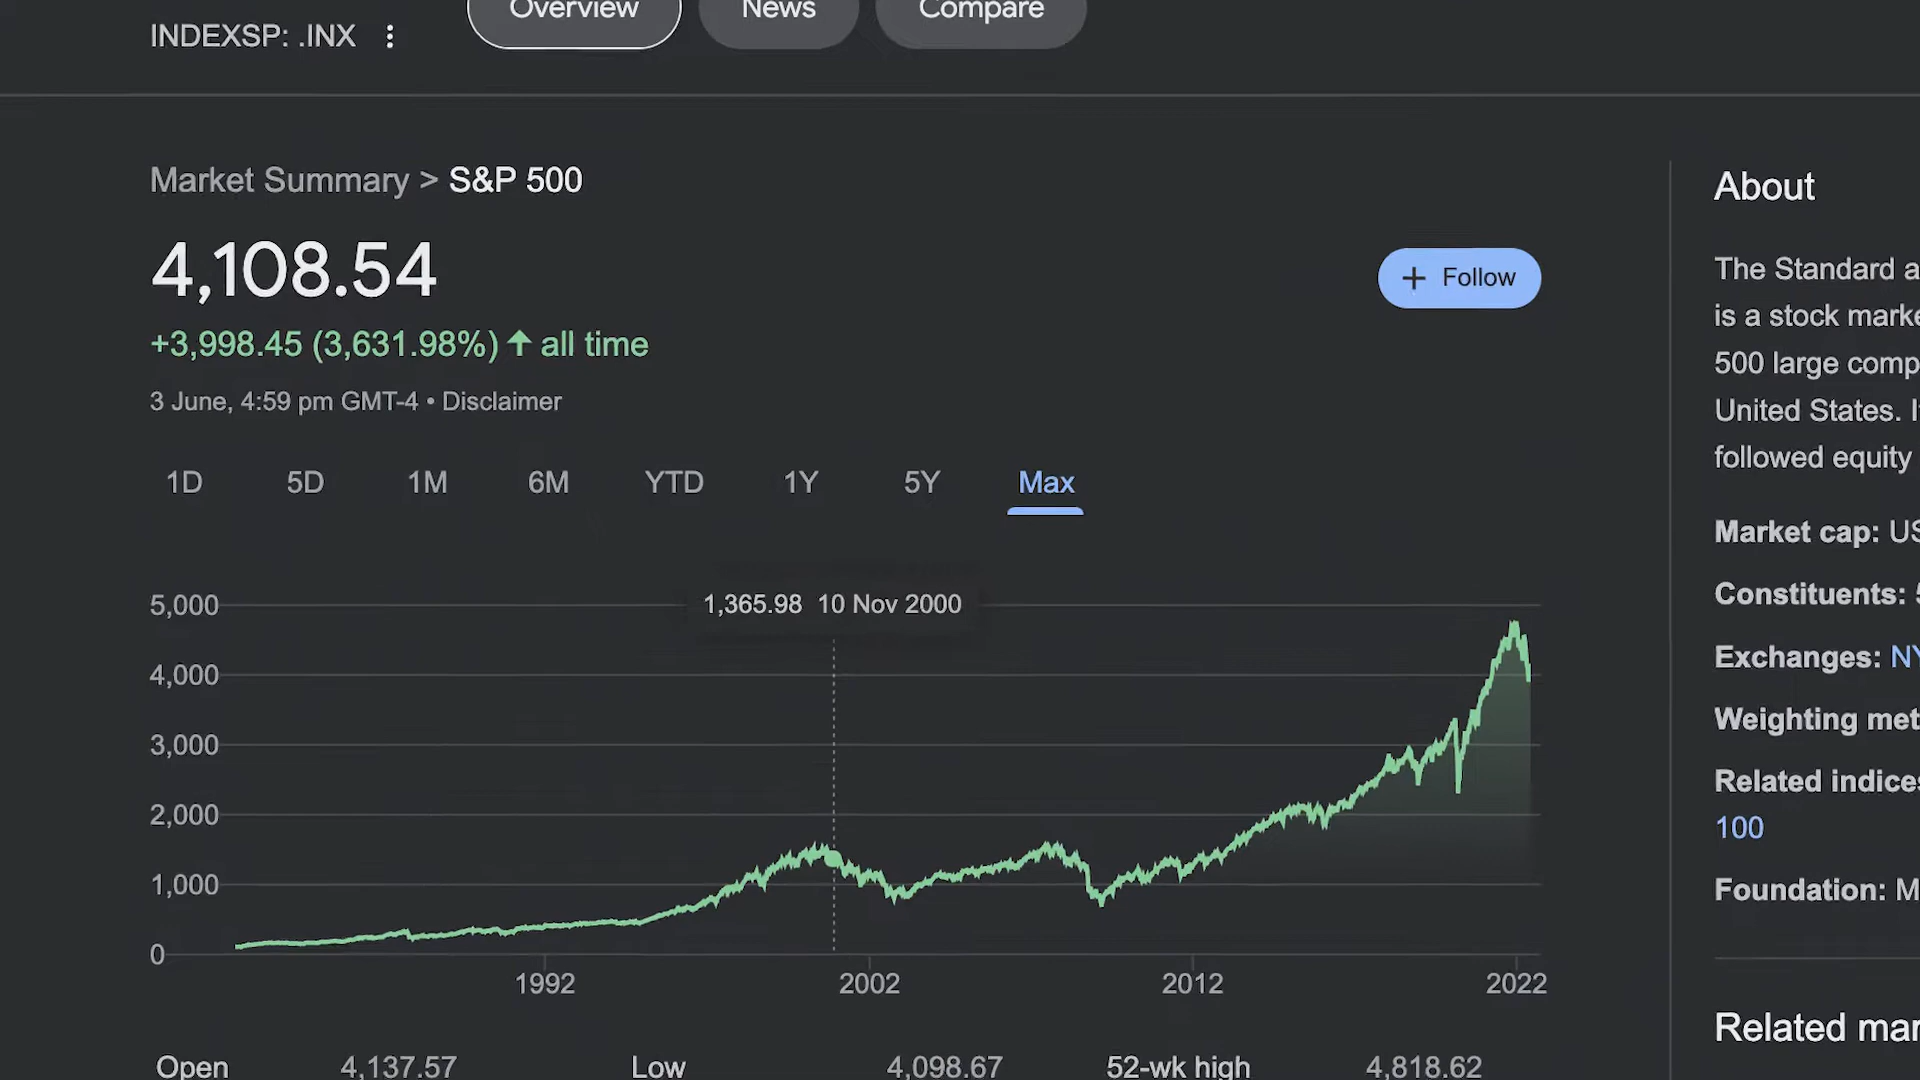 INDEXSP: .INX
Overview
News
Compare
Market Summary > S&P 500
4,108.54
+3,998.45 (3,631.98%) ↑ all time
3 June, 4:59 pm GMT-4 • Disclaimer
+ Follow
1D 5D 1M 6M YTD 1Y 5Y Max
1,365.98 10 Nov 2000
5,000
4,000
3,000
2,000
1,000
0
1992 2002 2012 2022
Open 4,137.57 Low 4,098.67 52-wk high 4,818.62
About
The Standard a
is a stock marke
500 large comp
United States. I
followed equity
Market cap: US
Constituents: 5
Exchanges: NY
Weighting met
Related indices
100
Foundation: M
Related mar